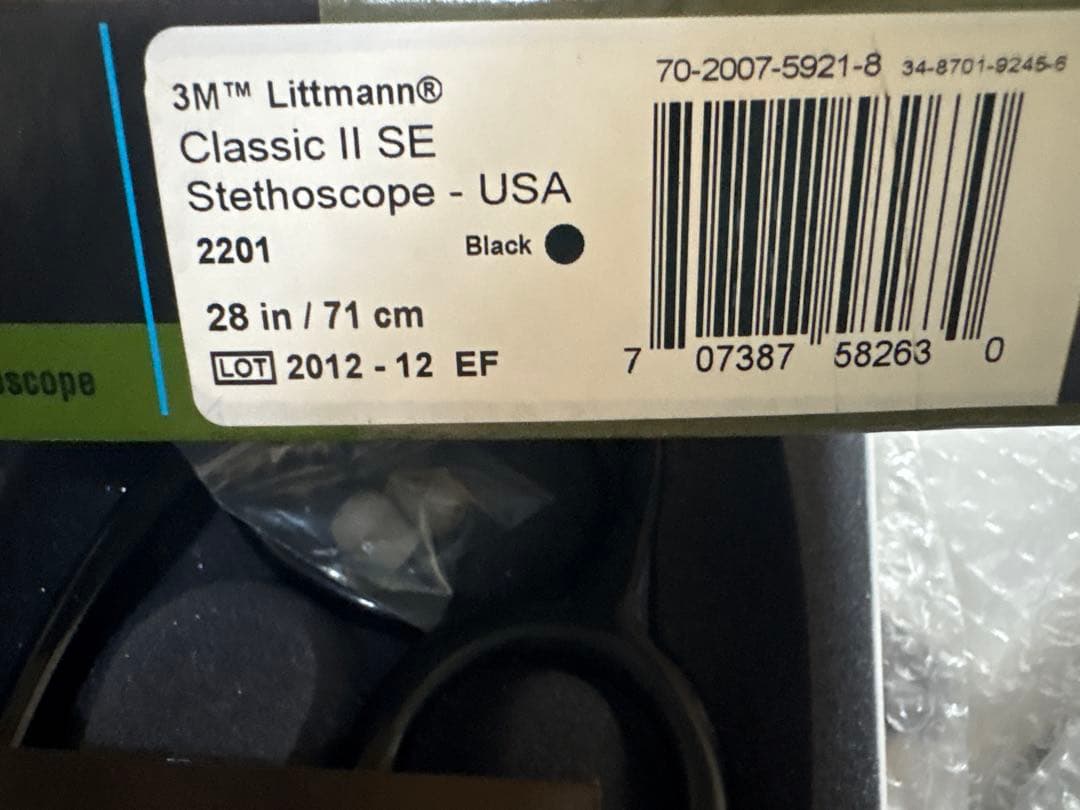 3M™ Littmann®
Classic II SE
Stethoscope - USA
2201 Black
28 in / 71 cm
LOT 2012 - 12 EF
70-2007-5921-8 34-8701-9245-6
7 07387 58263 0
scope